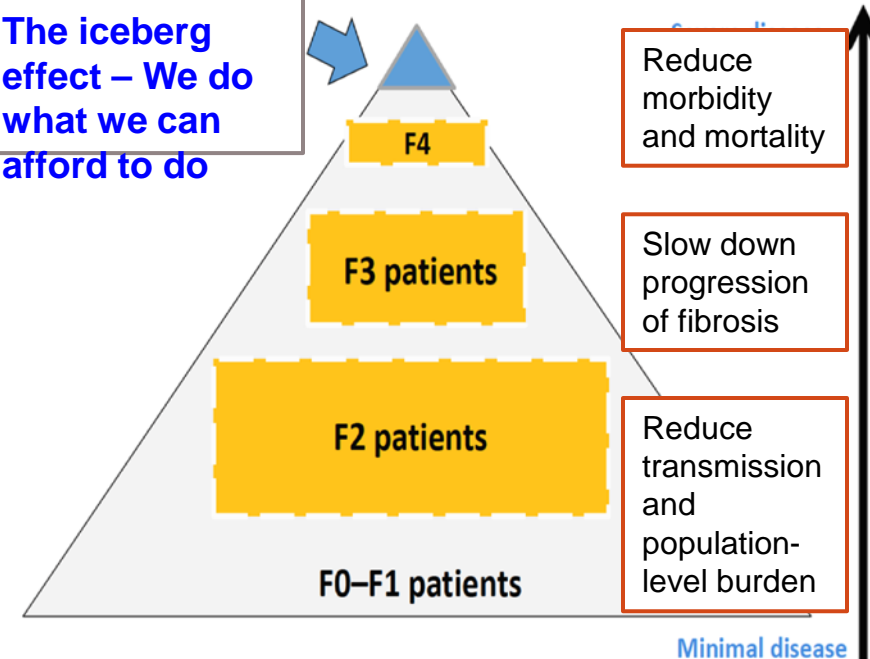 The iceberg
effect – We do
what we can
afford to do
Reduce
morbidity
and mortality
F4
Slow down
progression
of fibrosis
F3 patients
F2 patients
Reduce
transmission
and
population-
level burden
F0–F1 patients
Minimal disease